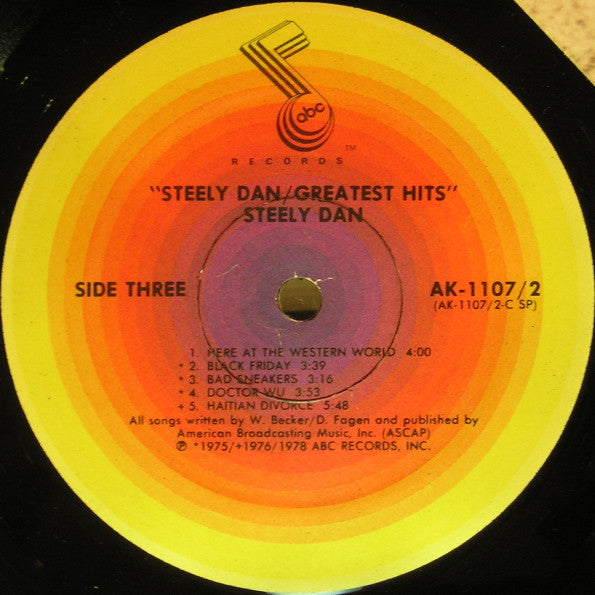 abc
TM
RECORDS
"STEELY DAN/GREATEST HITS"
STEELY DAN
SIDE THREE
AK-1107/2
(AK-1107/2-C SP)
1. HERE AT THE WESTERN WORLD 4:00
* 2. BLACK FRIDAY 3:39
* 3. BAD SNEAKERS 3:16
* 4. DOCTOR WU 3:53
+ 5. HAITIAN DIVORCE 5:48
All songs written by W. Becker/D. Fagen and published by
American Broadcasting Music, Inc. (ASCAP)
℗ *1975/+1976/1978 ABC RECORDS, INC.